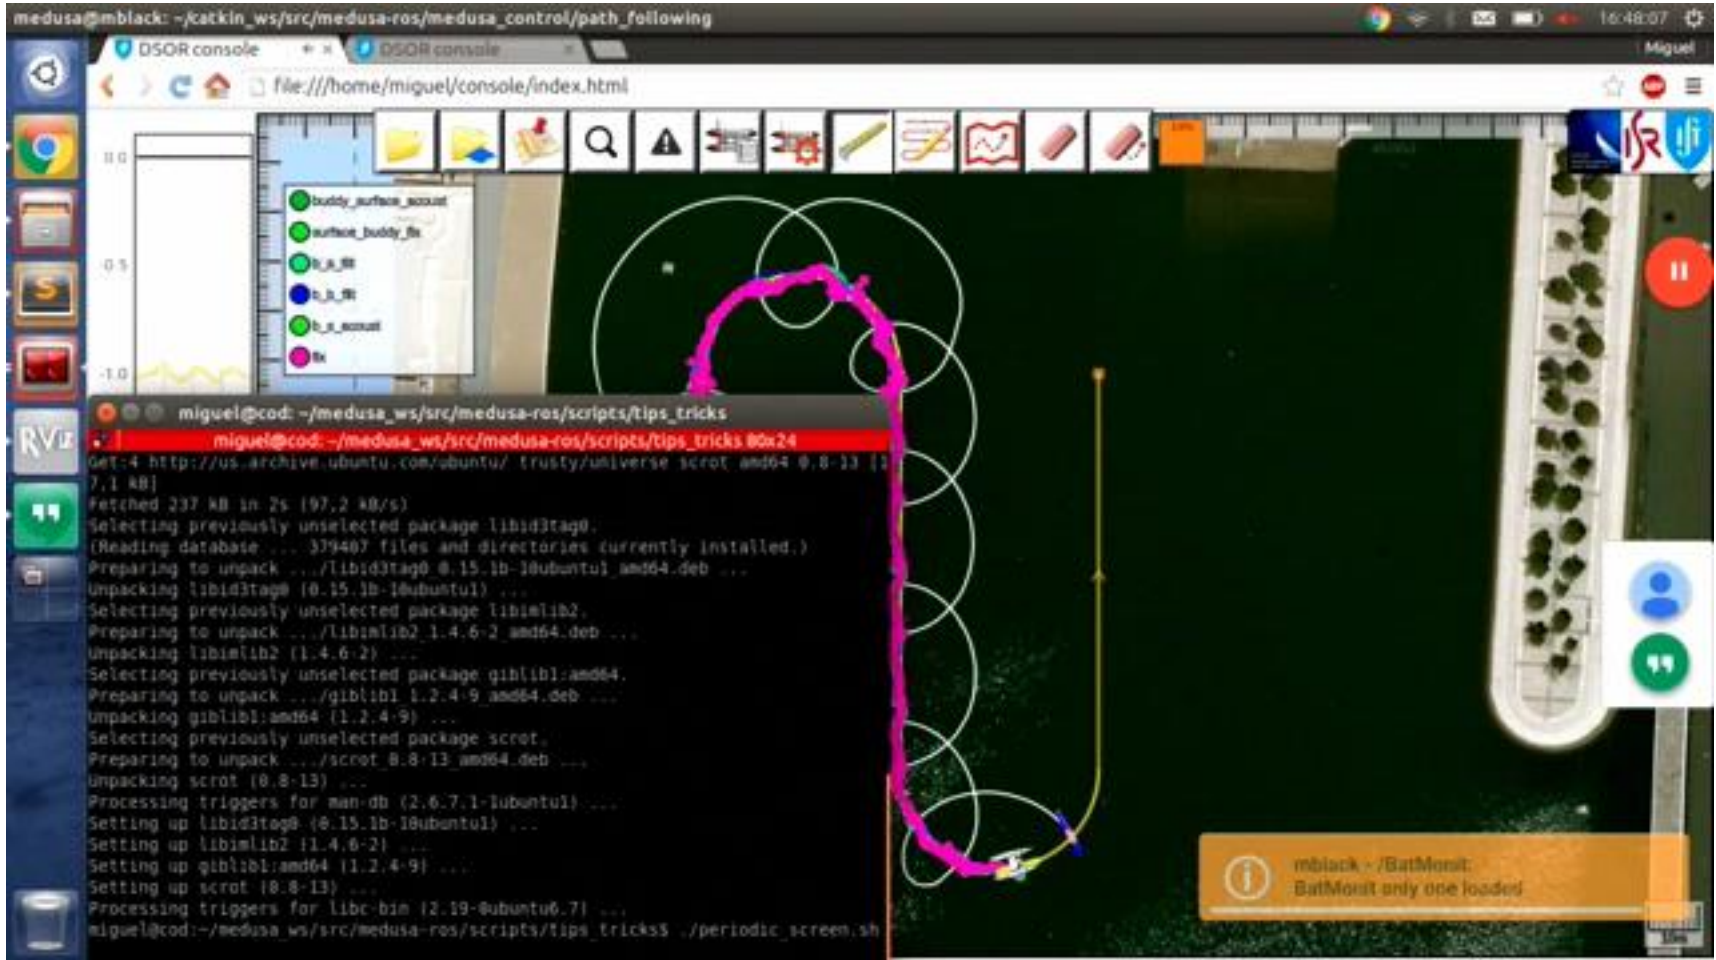 medusa@mblack: ~/catkin_ws/src/medusa-ros/medusa_control/path_following
16:48:07
DSOR console
DSOR console
Miguel
file:///home/miguel/console/index.html
ABP
0.0
-0.5
-1.0
buddy_surface_acoust
surface_buddy_fix
b_a_filt
b_b_filt
b_s_acoust
fix
ISR
miguel@cod: ~/medusa_ws/src/medusa-ros/scripts/tips_tricks
miguel@cod: ~/medusa_ws/src/medusa-ros/scripts/tips_tricks 80x24
Get:4 http://us.archive.ubuntu.com/ubuntu/ trusty/universe scrot amd64 0.8-13 [1
7,1 kB]
Fetched 237 kB in 2s (97,2 kB/s)
Selecting previously unselected package libid3tag0.
(Reading database ... 379407 files and directories currently installed.)
Preparing to unpack .../libid3tag0_0.15.1b-10ubuntu1_amd64.deb ...
Unpacking libid3tag0 (0.15.1b-10ubuntu1) ...
Selecting previously unselected package libimlib2.
Preparing to unpack .../libimlib2_1.4.6-2_amd64.deb ...
Unpacking libimlib2 (1.4.6-2) ...
Selecting previously unselected package giblib1:amd64.
Preparing to unpack .../giblib1_1.2.4-9_amd64.deb ...
Unpacking giblib1:amd64 (1.2.4-9) ...
Selecting previously unselected package scrot.
Preparing to unpack .../scrot_0.8-13_amd64.deb ...
Unpacking scrot (0.8-13) ...
Processing triggers for man-db (2.6.7.1-1ubuntu1) ...
Setting up libid3tag0 (0.15.1b-10ubuntu1) ...
Setting up libimlib2 (1.4.6-2) ...
Setting up giblib1:amd64 (1.2.4-9) ...
Setting up scrot (0.8-13) ...
Processing triggers for libc-bin (2.19-0ubuntu6.7) ...
miguel@cod:~/medusa_ws/src/medusa-ros/scripts/tips_tricks$ ./periodic_screen.sh
RViz
S
mblack - /BatMonit:
BatMonit only one loaded
10m